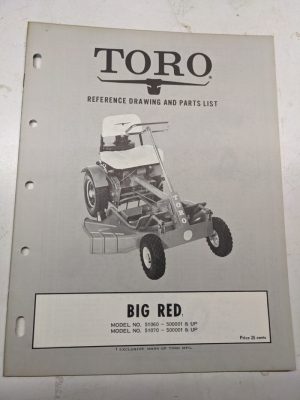 TORO®
REFERENCE DRAWING AND PARTS LIST
TORO
BIG RED.
MODEL NO. 51060 - 500001 & UP
MODEL NO. 51070 - 500001 & UP
Price 25 cents